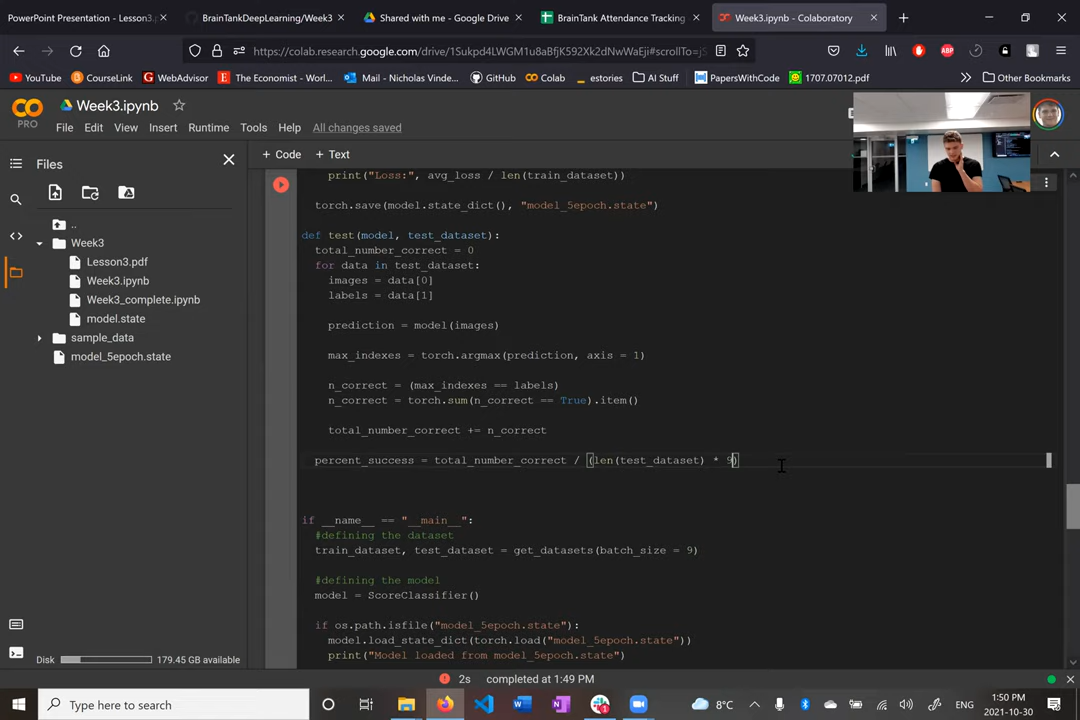 PowerPoint Presentation - Lesson3.p
BrainTankDeepLearning/Week3
Shared with me - Google Drive
BrainTank Attendance Tracking
Week3.ipynb - Colaboratory
https://colab.research.google.com/drive/1Sukpd4LWGM1u8aBfjK592Xk2dNwWaEji#scrollTo=jS
YouTube
CourseLink
WebAdvisor
The Economist - Worl...
Mail - Nicholas Vinde...
GitHub
Colab
estories
AI Stuff
PapersWithCode
1707.07012.pdf
Other Bookmarks
CO
PRO
Week3.ipynb
File Edit View Insert Runtime Tools Help All changes saved
Files
+ Code + Text
..
Week3
Lesson3.pdf
Week3.ipynb
Week3_complete.ipynb
model.state
sample_data
model_5epoch.state
Disk
179.45 GB available
print("Loss:", avg_loss / len(train_dataset))
torch.save(model.state_dict(), "model_5epoch.state")
def test(model, test_dataset):
total_number_correct = 0
for data in test_dataset:
images = data[0]
labels = data[1]
prediction = model(images)
max_indexes = torch.argmax(prediction, axis = 1)
n_correct = (max_indexes == labels)
n_correct = torch.sum(n_correct == True).item()
total_number_correct += n_correct
percent_success = total_number_correct / (len(test_dataset) * 9)
if __name__ == "__main__":
#defining the dataset
train_dataset, test_dataset = get_datasets(batch_size = 9)
#defining the model
model = ScoreClassifier()
if os.path.isfile("model_5epoch.state"):
model.load_state_dict(torch.load("model_5epoch.state"))
print("Model loaded from model_5epoch.state")
2s completed at 1:49 PM
Type here to search
8°C
ENG
1:50 PM
2021-10-30